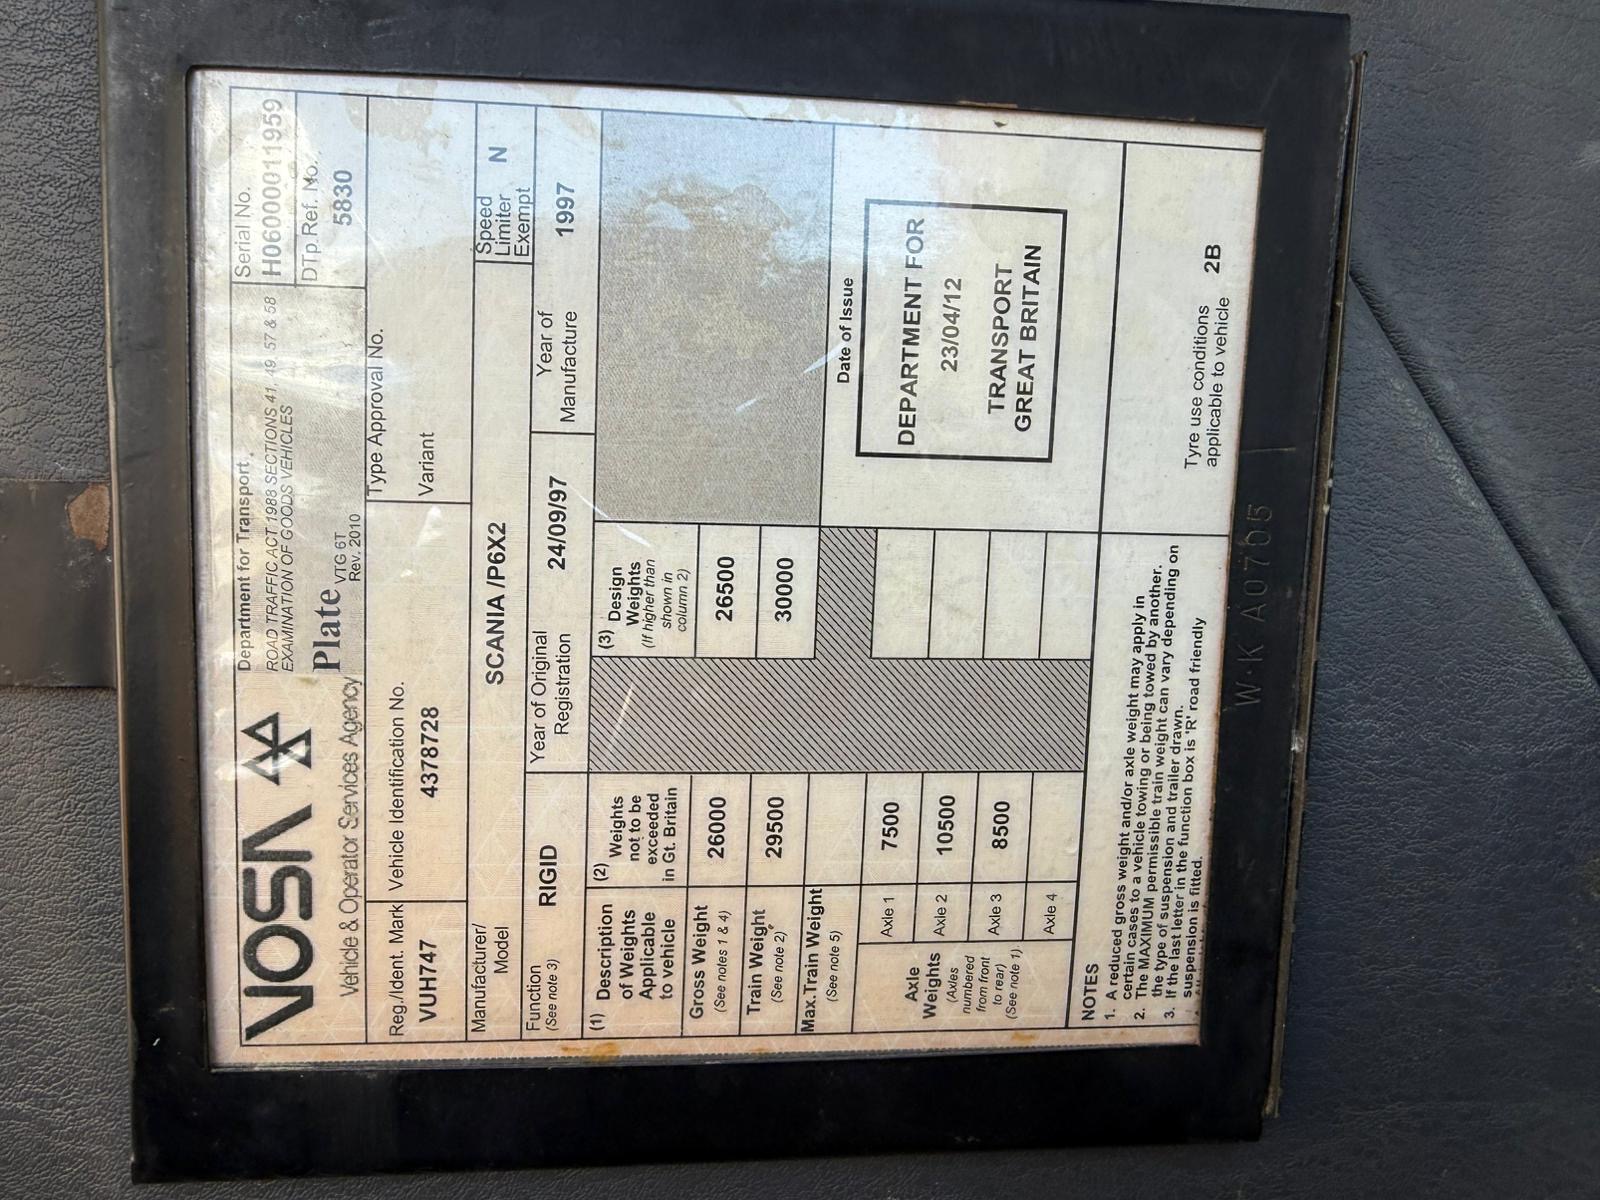 VOSA
Vehicle & Operator Services Agency
Department for Transport
ROAD TRAFFIC ACT 1988 SECTIONS 41, 49, 57 & 58
EXAMINATION OF GOODS VEHICLES
Plate VTG 6T
Rev. 2010
Serial No.
H06000011959
DTp Ref. No.
5830
Reg./Ident. Mark
VUH747
Vehicle Identification No.
4378728
Type Approval No.
Variant
Manufacturer/
Model
SCANIA /P6X2
Speed
Limiter
Exempt
N
Function
(See note 3)
RIGID
Year of Original
Registration
24/09/97
Year of
Manufacture
1997
(1) Description
of Weights
Applicable
to vehicle
(2) Weights
not to be
exceeded
in Gt. Britain
(3) Design
Weights
(If higher than
shown in
column 2)
Gross Weight
(See notes 1 & 4)
26000
26500
Train Weight
(See note 2)
29500
30000
Max.Train Weight
(See note 5)
Axle
Weights
(Axles
numbered
from front
to rear)
(See note 1)
Axle 1
7500
Axle 2
10500
Axle 3
8500
Axle 4
Date of Issue
DEPARTMENT FOR
23/04/12
TRANSPORT
GREAT BRITAIN
NOTES
1. A reduced gross weight and/or axle weight may apply in
certain cases to a vehicle towing or being towed by another.
2. The MAXIMUM permissible train weight can vary depending on
the type of suspension and trailer drawn.
3. If the last letter in the function box is 'R' road friendly
suspension is fitted.
Tyre use conditions
applicable to vehicle
2B
W·K A0705